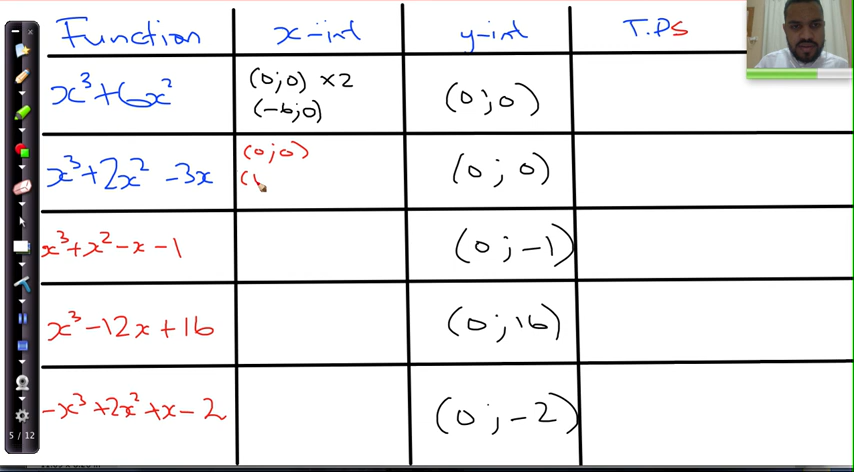 Function x-int y-int T.PS
x³+6x² (0;0) ×2 (0;0)
(-6;0)
x³+2x² -3x (0;0) (0;0)
(1
x³+x²-x-1 (0;-1)
x³-12x+16 (0;16)
-x³+2x²+x-2 (0;-2)
5 / 12